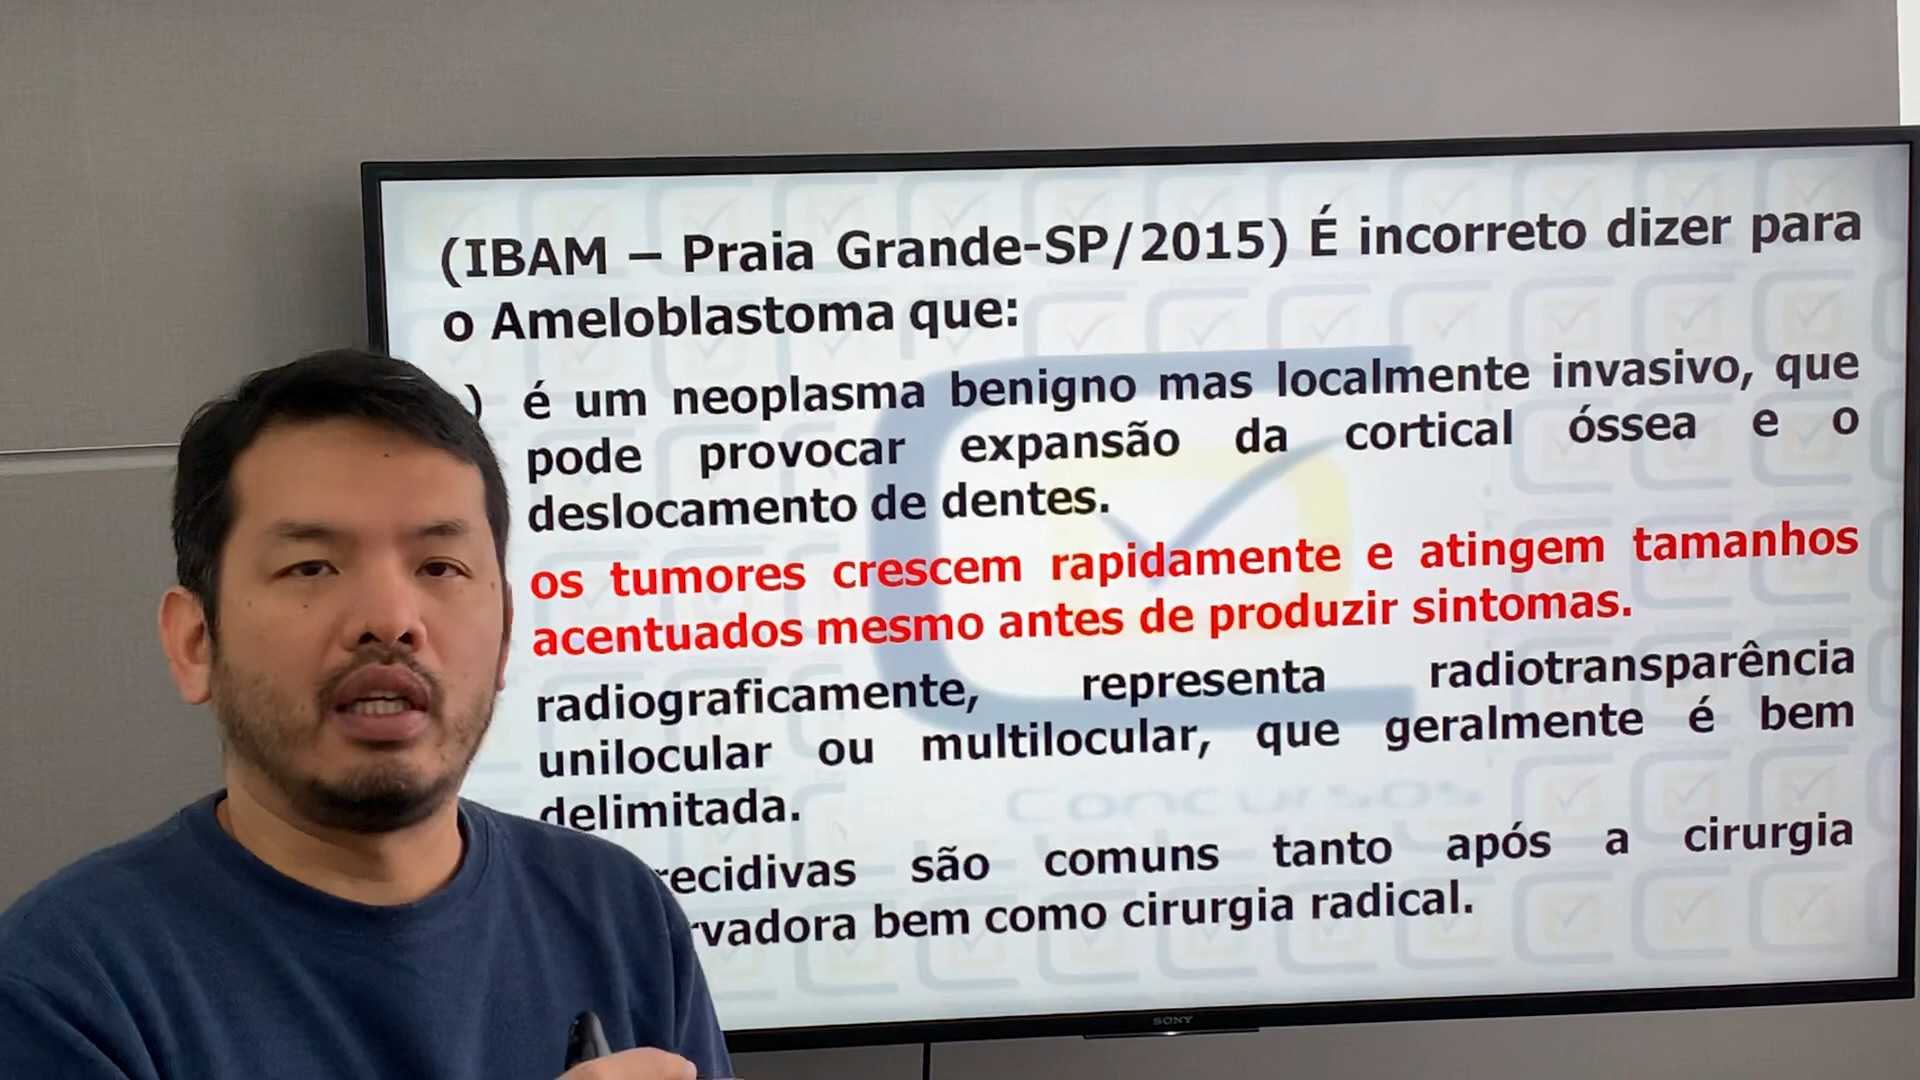 (IBAM – Praia Grande-SP/2015) É incorreto dizer para
o Ameloblastoma que:
) é um neoplasma benigno mas localmente invasivo, que
pode provocar expansão da cortical óssea e o
deslocamento de dentes.
os tumores crescem rapidamente e atingem tamanhos
acentuados mesmo antes de produzir sintomas.
radiograficamente, representa radiotransparência
unilocular ou multilocular, que geralmente é bem
delimitada.
recidivas são comuns tanto após a cirurgia
rvadora bem como cirurgia radical.
Concursos
SONY